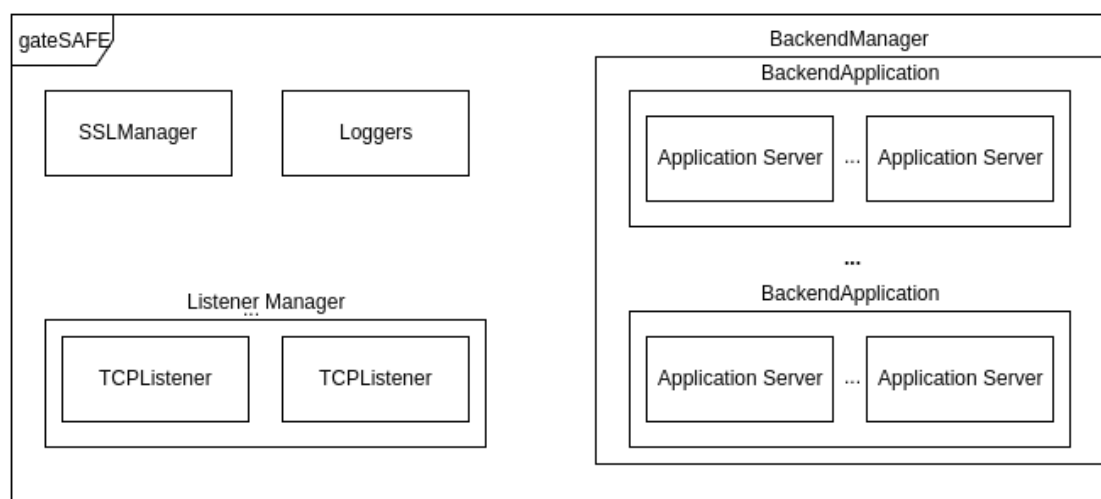 gateSAFE
BackendManager
BackendApplication
SSLManager
Loggers
Application Server
...
Application Server
...
BackendApplication
Listener Manager
...
TCPListener
TCPListener
Application Server
...
Application Server